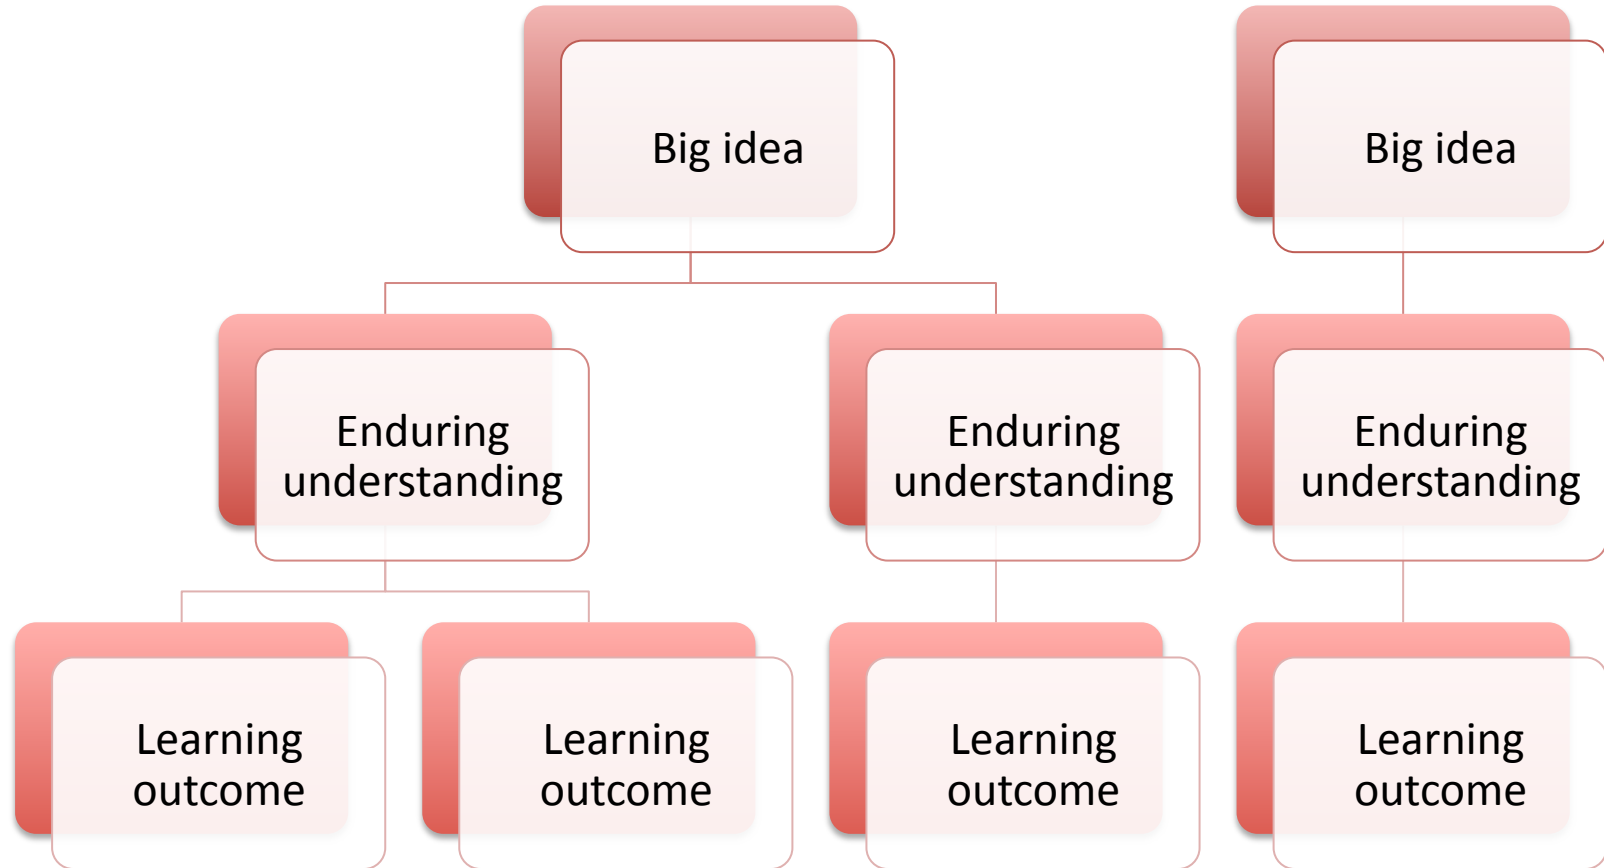 Big idea
Big idea
Enduring
understanding
Enduring
understanding
Enduring
understanding
Learning
outcome
Learning
outcome
Learning
outcome
Learning
outcome